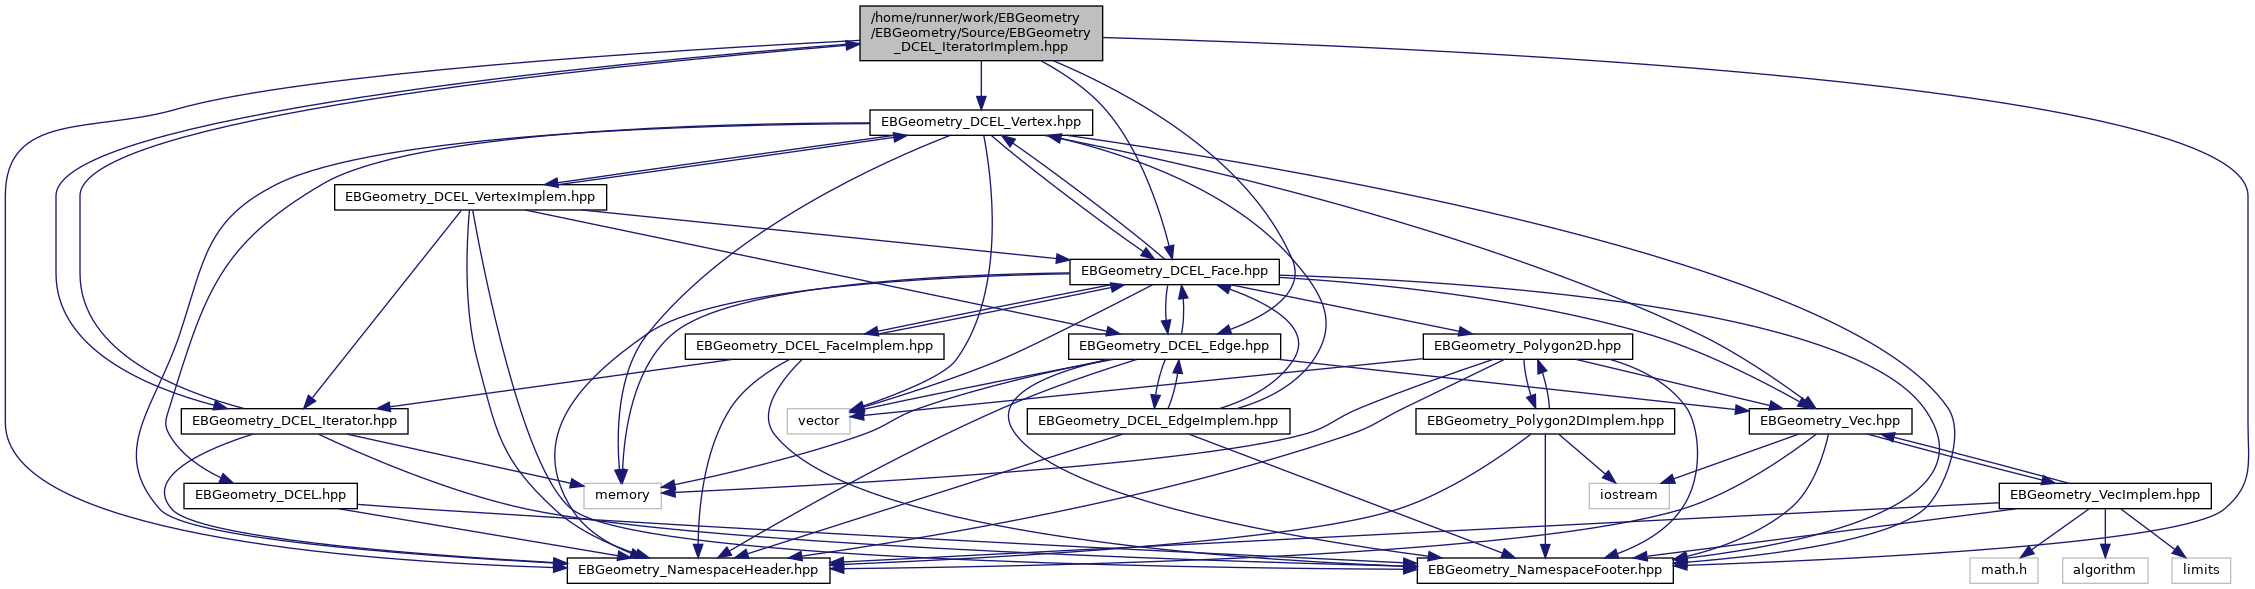 /home/runner/work/EBGeometry
/EBGeometry/Source/EBGeometry
_DCEL_IteratorImplem.hpp
EBGeometry_DCEL_Vertex.hpp
EBGeometry_DCEL_VertexImplem.hpp
EBGeometry_DCEL_Face.hpp
EBGeometry_DCEL_FaceImplem.hpp
EBGeometry_DCEL_Edge.hpp
EBGeometry_Polygon2D.hpp
EBGeometry_DCEL_Iterator.hpp
vector
EBGeometry_DCEL_EdgeImplem.hpp
EBGeometry_Polygon2DImplem.hpp
EBGeometry_Vec.hpp
EBGeometry_DCEL.hpp
memory
iostream
EBGeometry_VecImplem.hpp
EBGeometry_NamespaceHeader.hpp
EBGeometry_NamespaceFooter.hpp
math.h
algorithm
limits